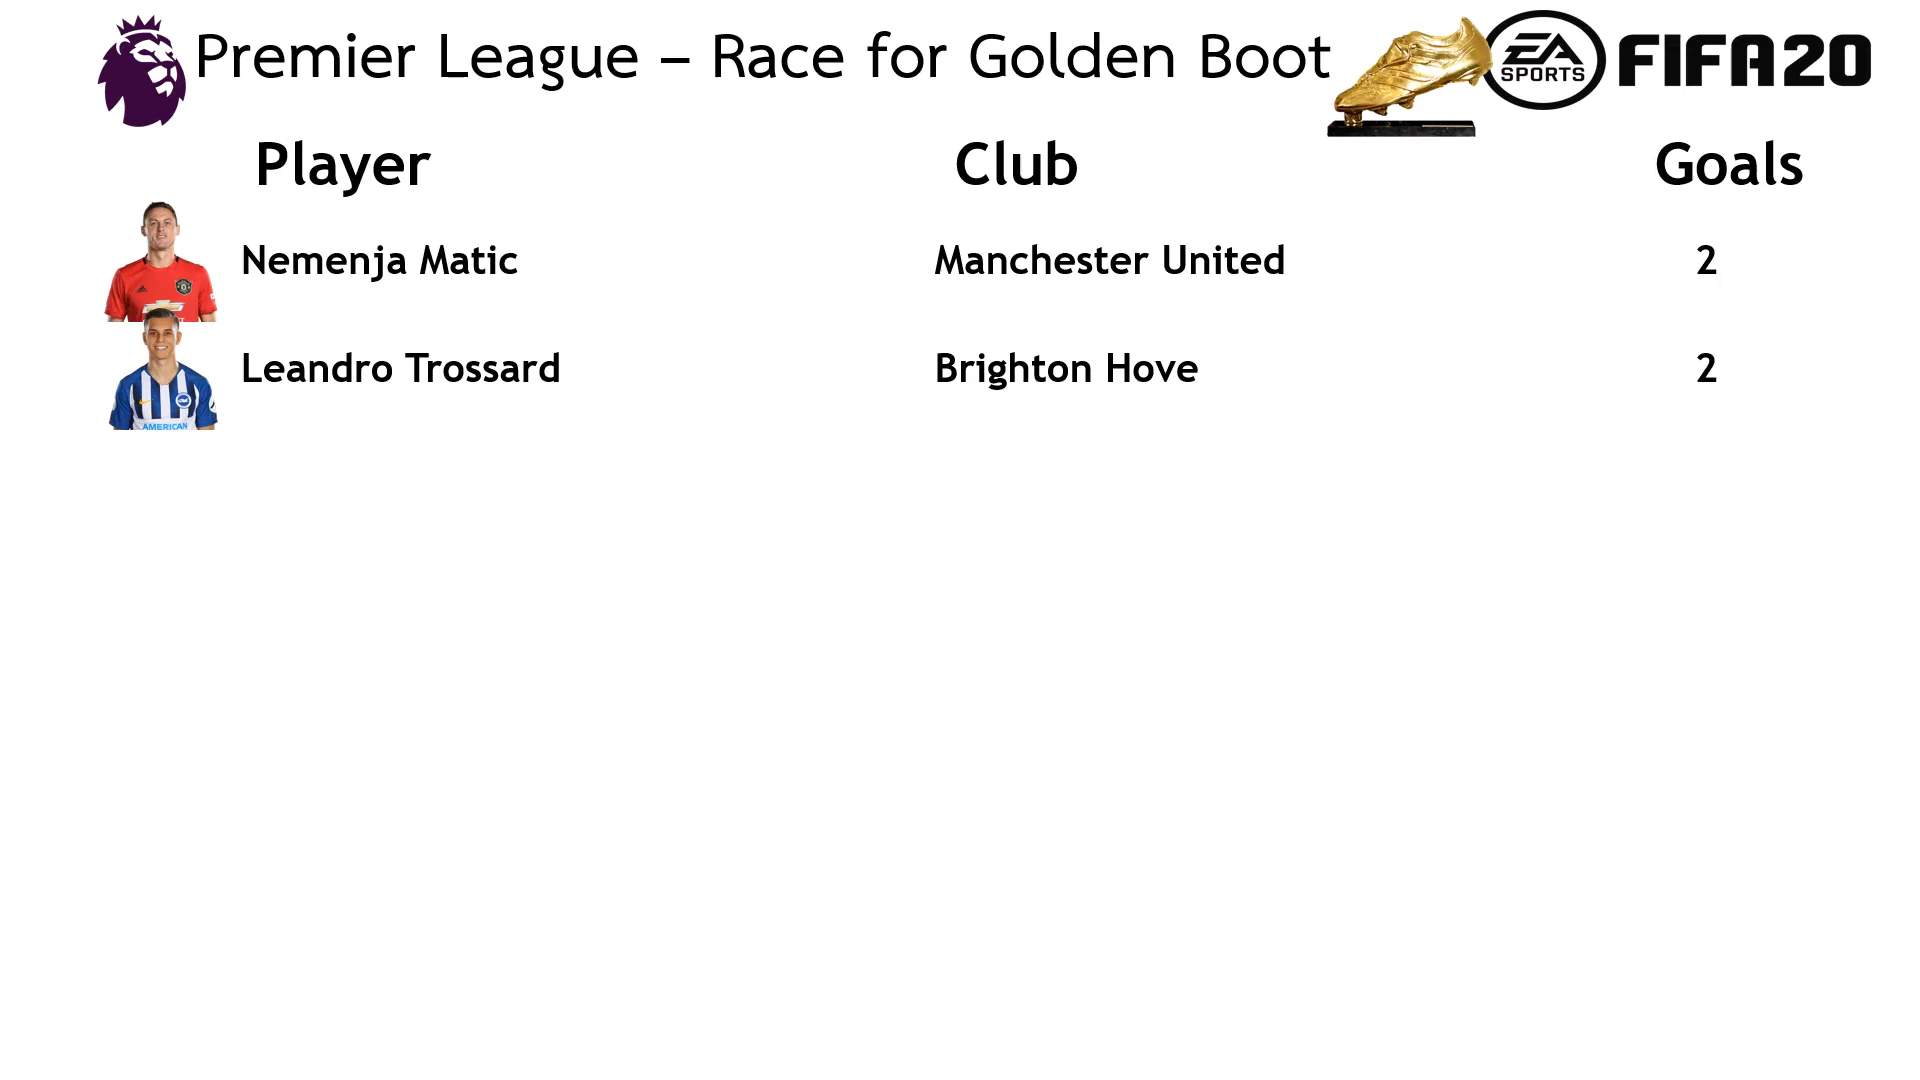 Premier League – Race for Golden Boot
EA SPORTS FIFA20
Player Club Goals
Nemenja Matic Manchester United 2
Leandro Trossard Brighton Hove 2
AMERICAN